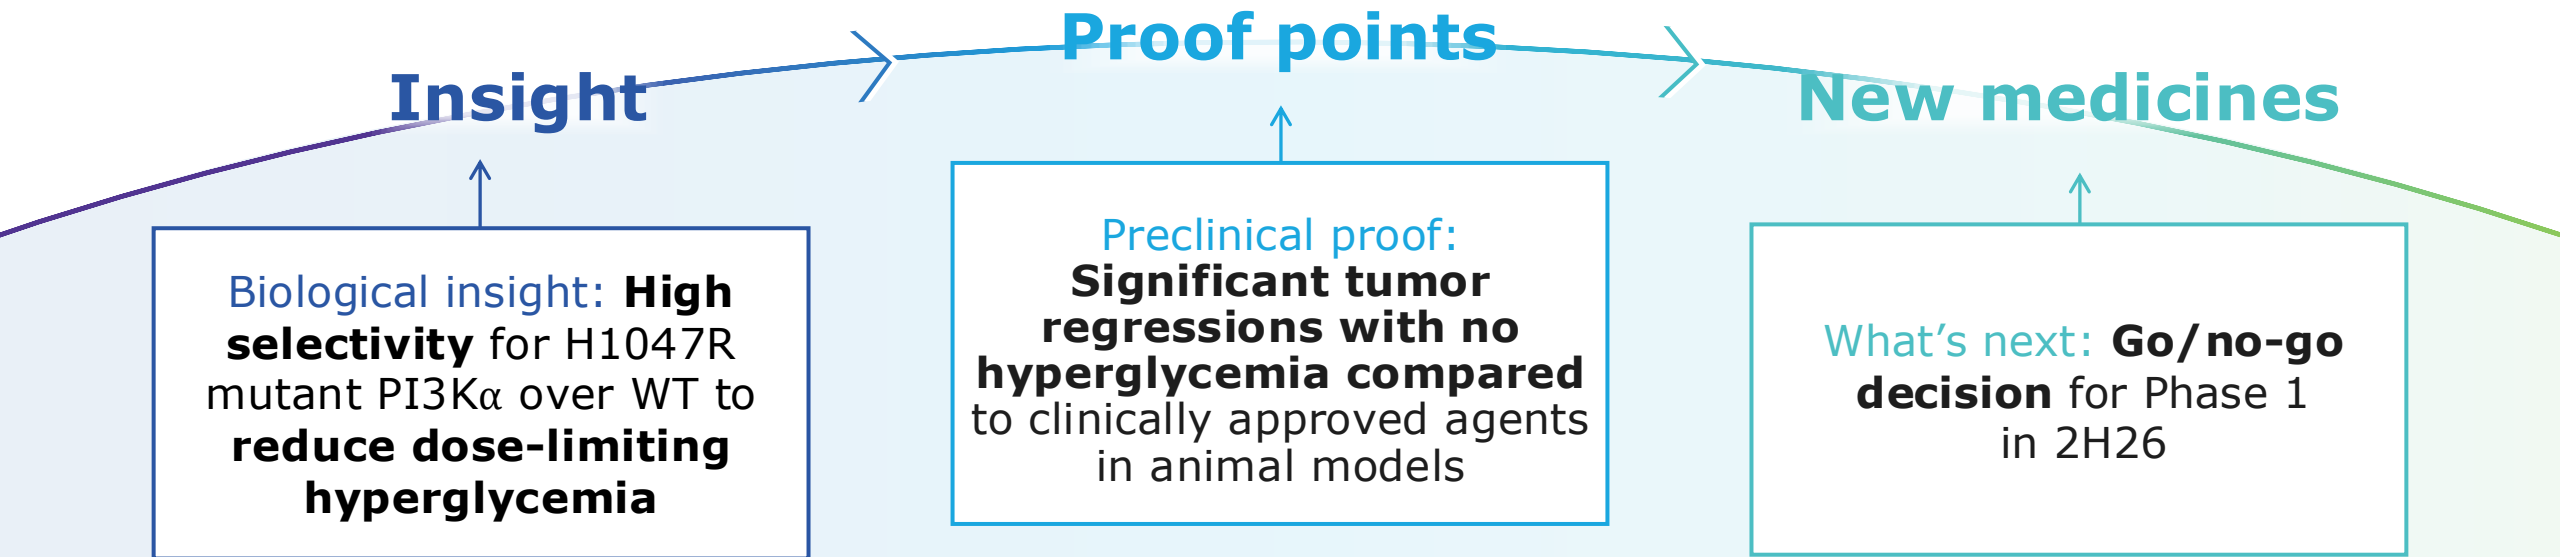 Insight
Proof points
New medicines
Biological insight: High
selectivity for H1047R
mutant PI3Kα over WT to
reduce dose-limiting
hyperglycemia
Preclinical proof:
Significant tumor
regressions with no
hyperglycemia compared
to clinically approved agents
in animal models
What’s next: Go/no-go
decision for Phase 1
in 2H26